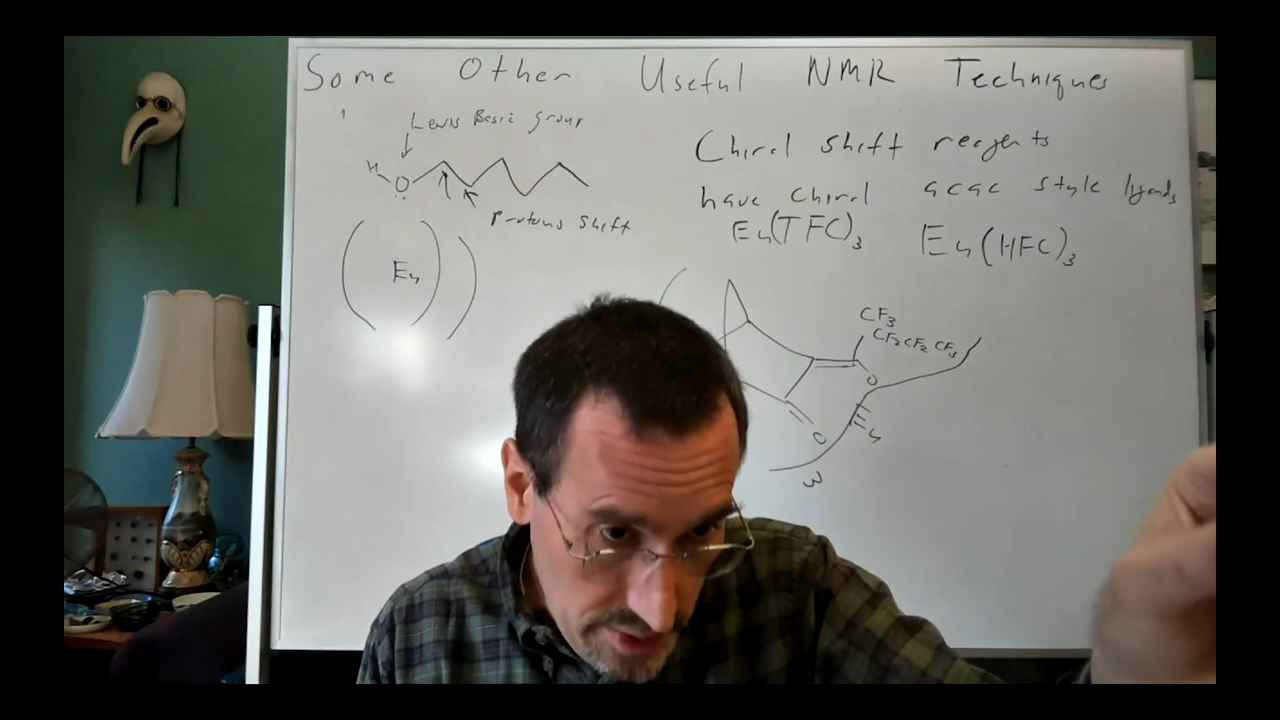 Some Other Useful NMR Techniques
Lewis Basic group
H
O
Protons Shift
Eu
Chiral shift reagents
have chiral acac style ligands
Eu(TFC)3 Eu(HFC)3
CF3
CF2CF2CF3
O
Eu
O
3